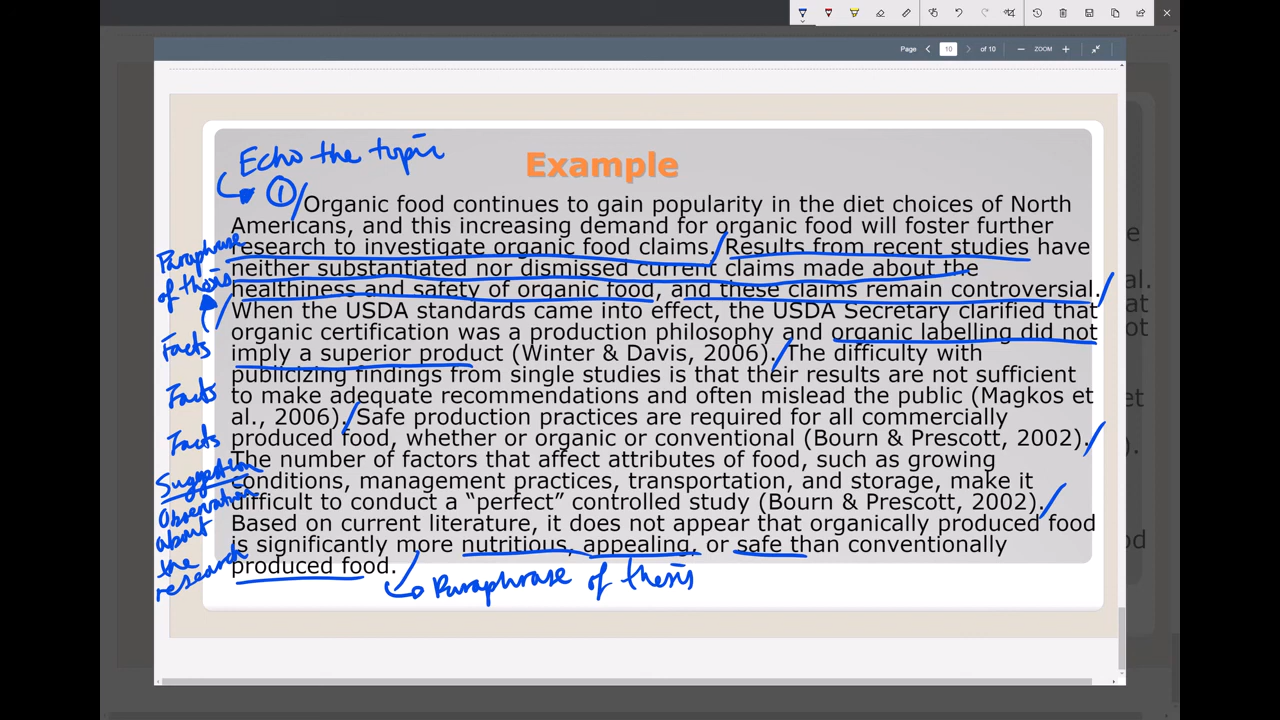 Page 10 of 10 ZOOM
Echo the topic
Example
①
Organic food continues to gain popularity in the diet choices of North
Americans, and this increasing demand for organic food will foster further
research to investigate organic food claims. Results from recent studies have
neither substantiated nor dismissed current claims made about the
healthiness and safety of organic food, and these claims remain controversial.
When the USDA standards came into effect, the USDA Secretary clarified that
organic certification was a production philosophy and organic labelling did not
imply a superior product (Winter & Davis, 2006). The difficulty with
publicizing findings from single studies is that their results are not sufficient
to make adequate recommendations and often mislead the public (Magkos et
al., 2006). Safe production practices are required for all commercially
produced food, whether or organic or conventional (Bourn & Prescott, 2002).
The number of factors that affect attributes of food, such as growing
conditions, management practices, transportation, and storage, make it
difficult to conduct a “perfect” controlled study (Bourn & Prescott, 2002).
Based on current literature, it does not appear that organically produced food
is significantly more nutritious, appealing, or safe than conventionally
produced food.
Paraphrase
of thesis
Facts
Facts
Facts
Suggestion
Observation
about
the
research
Paraphrase of thesis
e
al.
at
ot
et
).
od